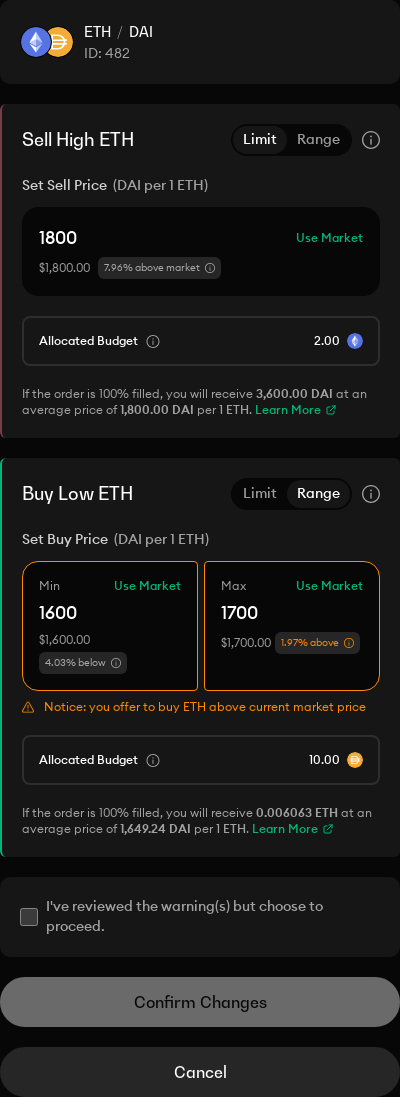 ETH / DAI
ID: 482
Sell High ETH
Limit Range
Set Sell Price (DAI per 1 ETH)
1800
Use Market
$1,800.00 7.96% above market
Allocated Budget
2.00
If the order is 100% filled, you will receive 3,600.00 DAI at an
average price of 1,800.00 DAI per 1 ETH. Learn More
Buy Low ETH
Limit Range
Set Buy Price (DAI per 1 ETH)
Min Use Market
1600
$1,600.00
4.03% below
Max Use Market
1700
$1,700.00 1.97% above
Notice: you offer to buy ETH above current market price
Allocated Budget
10.00
If the order is 100% filled, you will receive 0.006063 ETH at an
average price of 1,649.24 DAI per 1 ETH. Learn More
I've reviewed the warning(s) but choose to
proceed.
Confirm Changes
Cancel